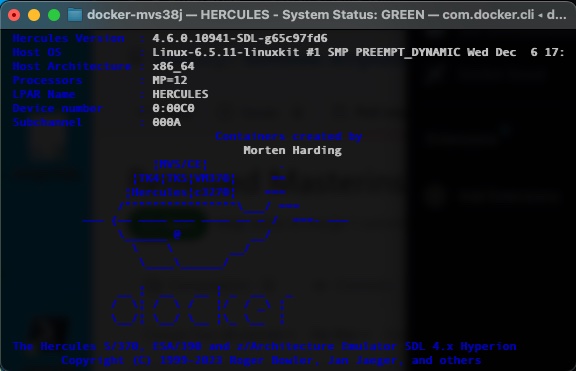 docker-mvs38j — HERCULES - System Status: GREEN — com.docker.cli ◂ d...
Hercules Version : 4.6.0.10941-SDL-g65c97fd6
Host OS : Linux-6.5.11-linuxkit #1 SMP PREEMPT_DYNAMIC Wed Dec 6 17:
Host Architecture : x86_64
Processors : MP=12
LPAR Name : HERCULES
Device number : 0:00C0
Subchannel : 000A
Containers created by
Morten Harding
|MVS/CE|
|TK4|TK5|
|Hercules|c3270|
docker
The Hercules S/370, ESA/390 and z/Architecture Emulator SDL 4.x Hyperion
Copyright (C) 1999-2023 Roger Bowler, Jan Jaeger, and others